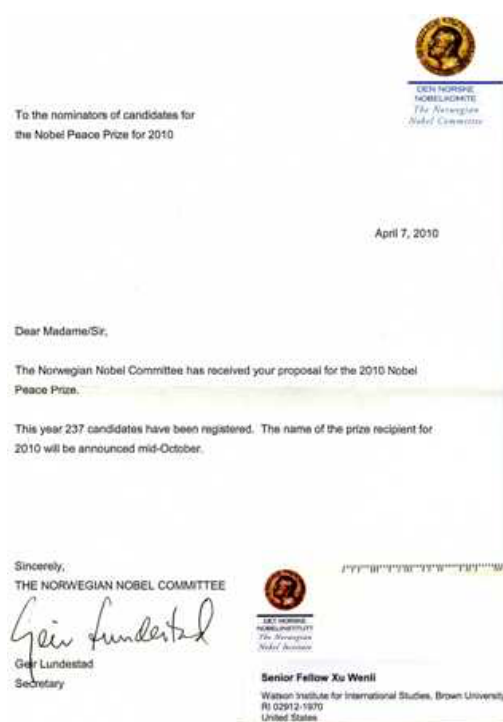 DEN NORSKE
NOBELKOMITE
The Norwegian
Nobel Committee
To the nominators of candidates for
the Nobel Peace Prize for 2010
April 7, 2010
Dear Madame/Sir,
The Norwegian Nobel Committee has received your proposal for the 2010 Nobel
Peace Prize.
This year 237 candidates have been registered. The name of the prize recipient for
2010 will be announced mid-October.
Sincerely,
THE NORWEGIAN NOBEL COMMITTEE
Geir Lundestad
Geir Lundestad
Secretary
DET NORSKE
NOBELINSTITUTT
The Norwegian
Nobel Institute
Senior Fellow Xu Wenli
Watson Institute for International Studies, Brown University
RI 02912-1970
United States